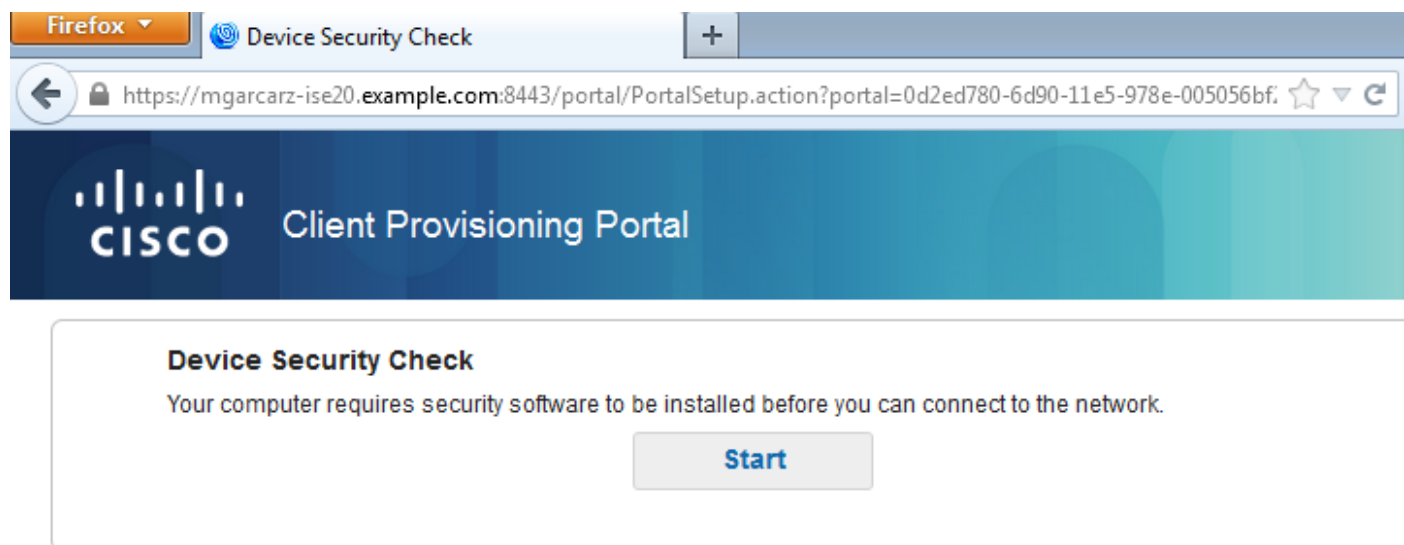 Firefox
Device Security Check
+
https://mgarcarz-ise20.example.com:8443/portal/PortalSetup.action?portal=0d2ed780-6d90-11e5-978e-005056bf
CISCO
Client Provisioning Portal
Device Security Check
Your computer requires security software to be installed before you can connect to the network.
Start